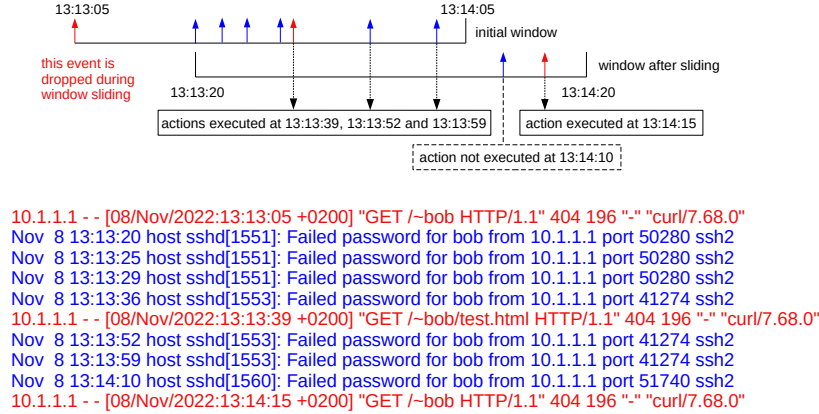 13:13:05
13:14:05
initial window
this event is
dropped during
window sliding
window after sliding
13:13:20
13:14:20
actions executed at 13:13:39, 13:13:52 and 13:13:59
action executed at 13:14:15
action not executed at 13:14:10
10.1.1.1 - - [08/Nov/2022:13:13:05 +0200] "GET /~bob HTTP/1.1" 404 196 "-" "curl/7.68.0"
Nov  8 13:13:20 host sshd[1551]: Failed password for bob from 10.1.1.1 port 50280 ssh2
Nov  8 13:13:25 host sshd[1551]: Failed password for bob from 10.1.1.1 port 50280 ssh2
Nov  8 13:13:29 host sshd[1551]: Failed password for bob from 10.1.1.1 port 50280 ssh2
Nov  8 13:13:36 host sshd[1553]: Failed password for bob from 10.1.1.1 port 41274 ssh2
10.1.1.1 - - [08/Nov/2022:13:13:39 +0200] "GET /~bob/test.html HTTP/1.1" 404 196 "-" "curl/7.68.0"
Nov  8 13:13:52 host sshd[1553]: Failed password for bob from 10.1.1.1 port 41274 ssh2
Nov  8 13:13:59 host sshd[1553]: Failed password for bob from 10.1.1.1 port 41274 ssh2
Nov  8 13:14:10 host sshd[1560]: Failed password for bob from 10.1.1.1 port 51740 ssh2
10.1.1.1 - - [08/Nov/2022:13:14:15 +0200] "GET /~bob HTTP/1.1" 404 196 "-" "curl/7.68.0"